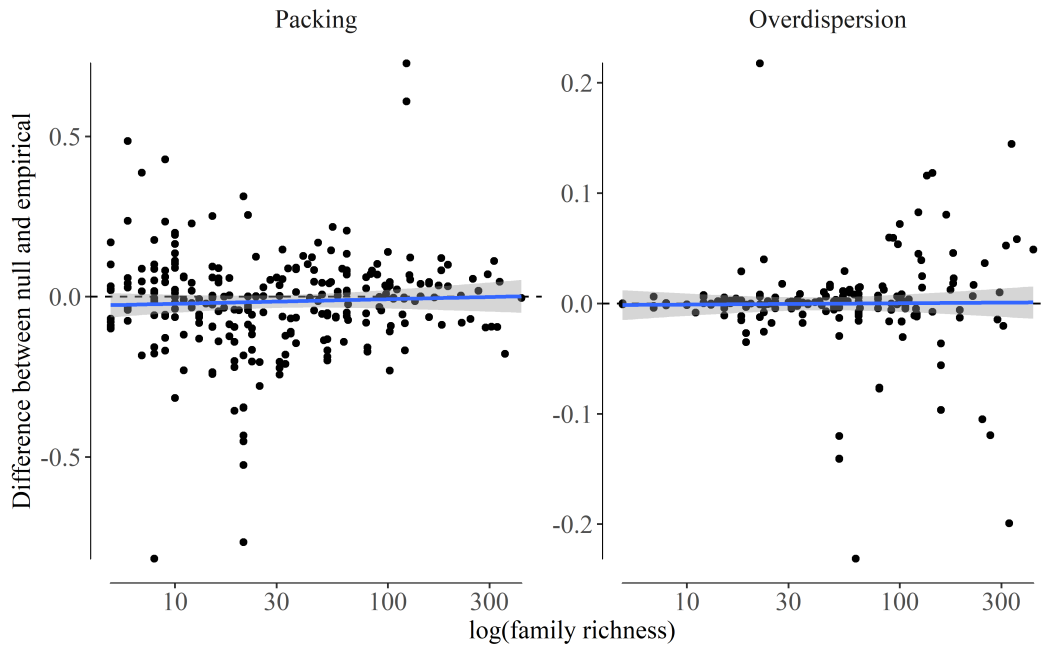 Packing
Overdispersion
Difference between null and empirical
0.5
0.0
-0.5
0.2
0.1
0.0
-0.1
-0.2
10 30 100 300
10 30 100 300
log(family richness)